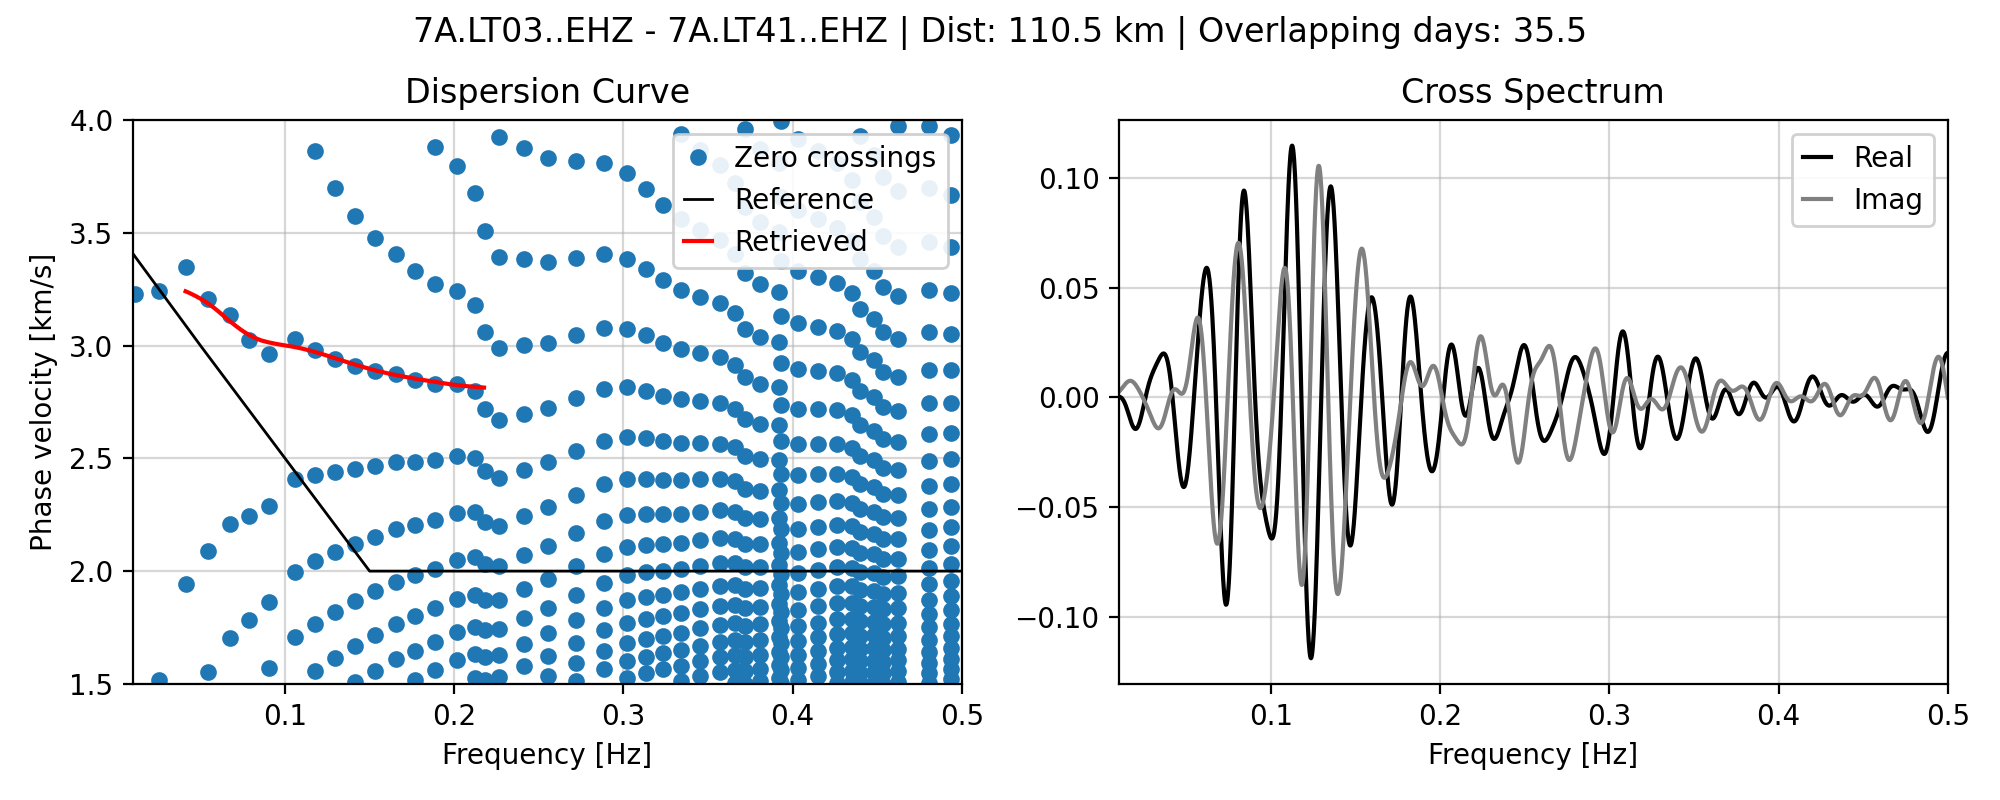 7A.LT03..EHZ - 7A.LT41..EHZ | Dist: 110.5 km | Overlapping days: 35.5
Dispersion Curve
4.0
3.5
3.0
2.5
2.0
1.5
Phase velocity [km/s]
Zero crossings
Reference
Retrieved
0.1 0.2 0.3 0.4 0.5
Frequency [Hz]
Cross Spectrum
0.10
0.05
0.00
−0.05
−0.10
Real
Imag
0.1 0.2 0.3 0.4 0.5
Frequency [Hz]